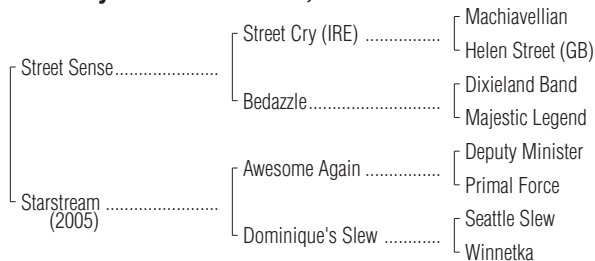 Machiavellian
Street Cry (IRE) ................
Helen Street (GB)
Street Sense......................
Dixieland Band
Bedazzle............................
Majestic Legend
Deputy Minister
Awesome Again ................
Primal Force
Starstream ........................
(2005)
Seattle Slew
Dominique's Slew ............
Winnetka